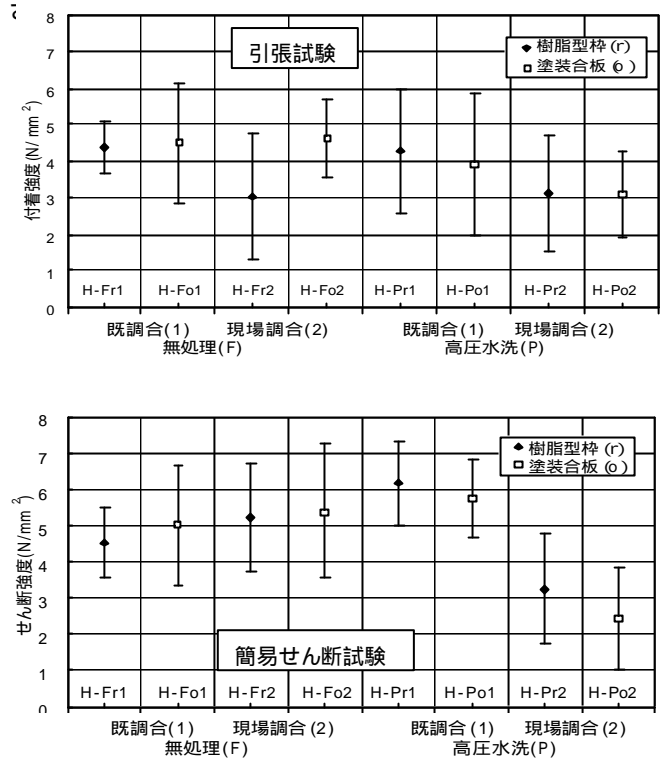 8
引張試験
樹脂型枠(r)
塗装合板(o)
7
6
5
4
3
2
1
0
付着強度(N/mm²)
H-Fr1 H-Fo1 H-Fr2 H-Fo2 H-Pr1 H-Po1 H-Pr2 H-Po2
既調合(1) 現場調合(2) 既調合(1) 現場調合(2)
無処理(F) 高圧水洗(P)
8
樹脂型枠(r)
塗装合板(o)
7
6
5
4
3
2
1
0
せん断強度(N/mm²)
簡易せん断試験
H-Fr1 H-Fo1 H-Fr2 H-Fo2 H-Pr1 H-Po1 H-Pr2 H-Po2
既調合(1) 現場調合(2) 既調合(1) 現場調合(2)
無処理(F) 高圧水洗(P)